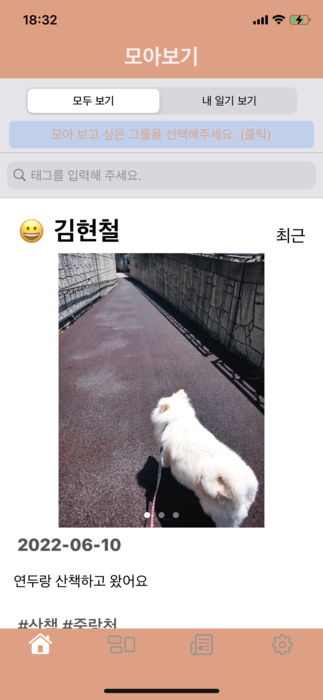 18:32
모아보기
모두 보기
내 일기 보기
모아 보고 싶은 그룹을 선택해주세요. (클릭)
태그를 입력해 주세요.
김현철
최근
2022-06-10
연두랑 산책하고 왔어요
#산책 #중랑천